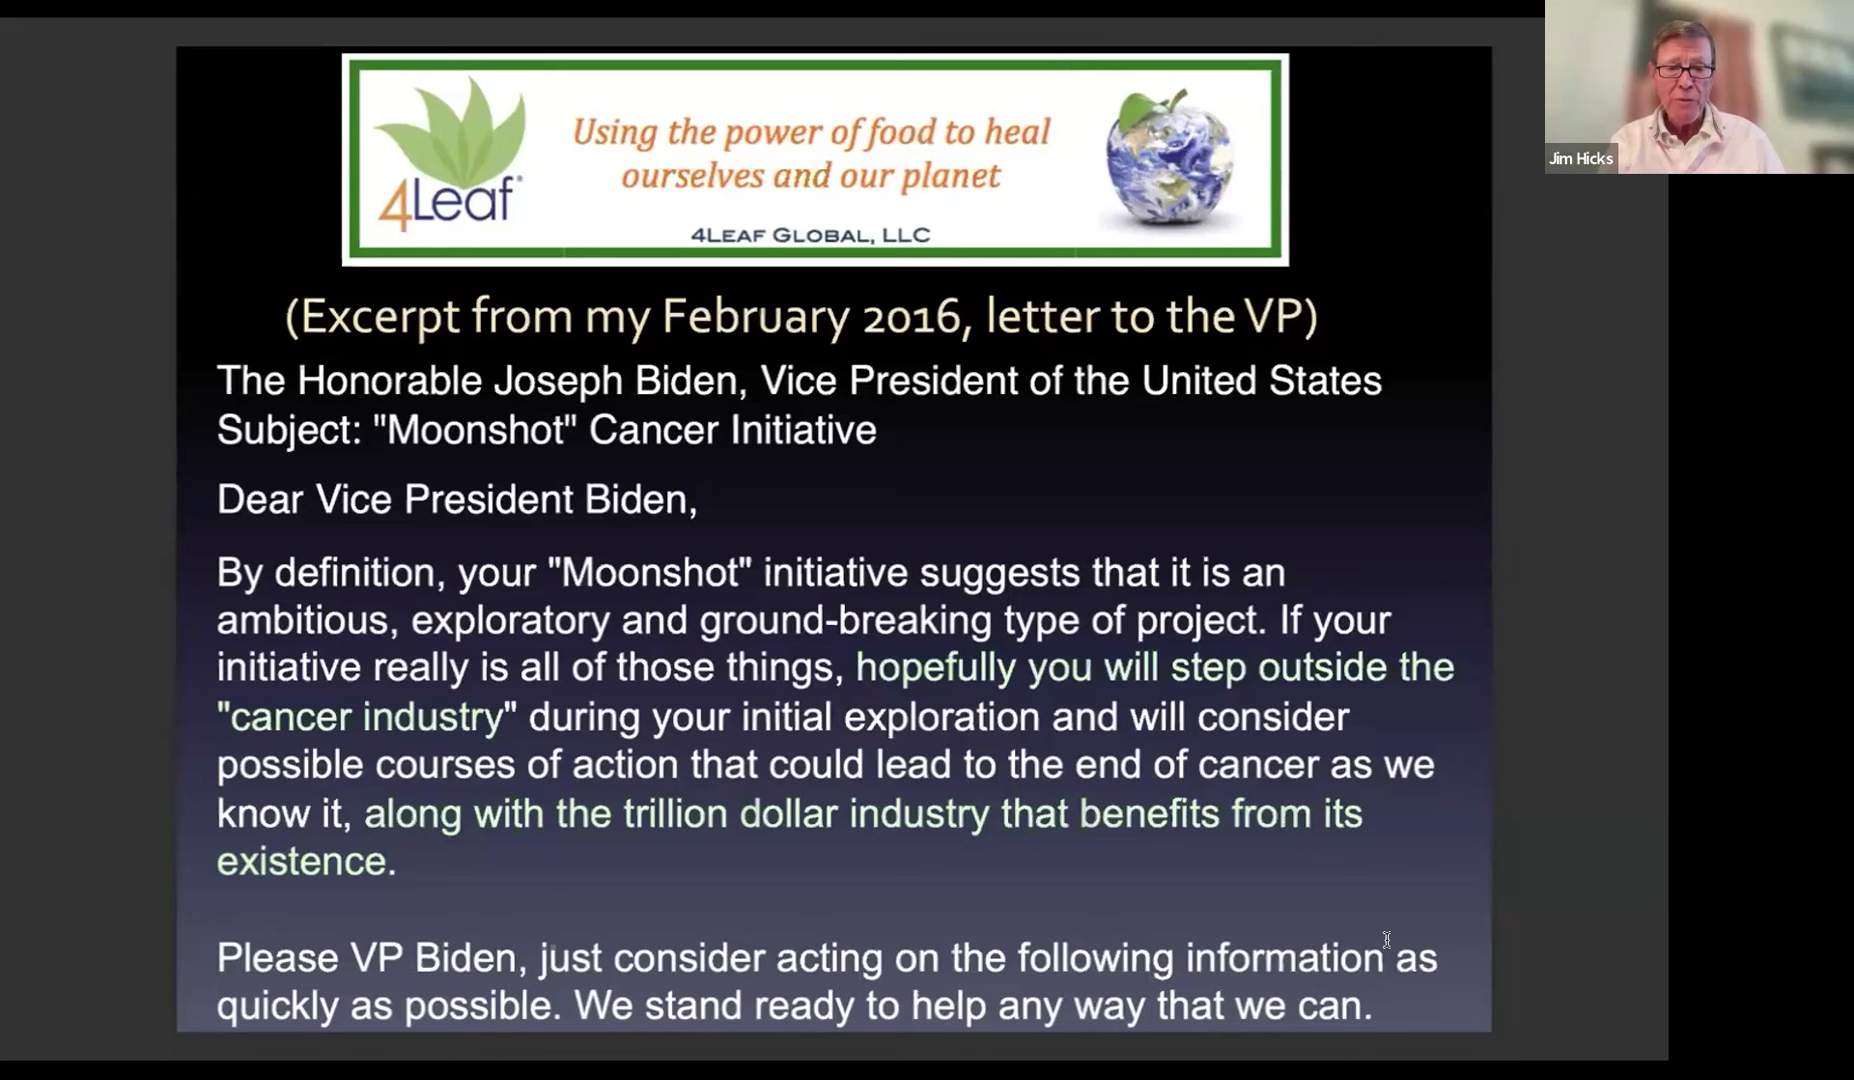 4Leaf®
Using the power of food to heal
ourselves and our planet
4LEAF GLOBAL, LLC
Jim Hicks
(Excerpt from my February 2016, letter to the VP)
The Honorable Joseph Biden, Vice President of the United States
Subject: "Moonshot" Cancer Initiative
Dear Vice President Biden,
By definition, your "Moonshot" initiative suggests that it is an
ambitious, exploratory and ground-breaking type of project. If your
initiative really is all of those things, hopefully you will step outside the
"cancer industry" during your initial exploration and will consider
possible courses of action that could lead to the end of cancer as we
know it, along with the trillion dollar industry that benefits from its
existence.
Please VP Biden, just consider acting on the following information as
quickly as possible. We stand ready to help any way that we can.